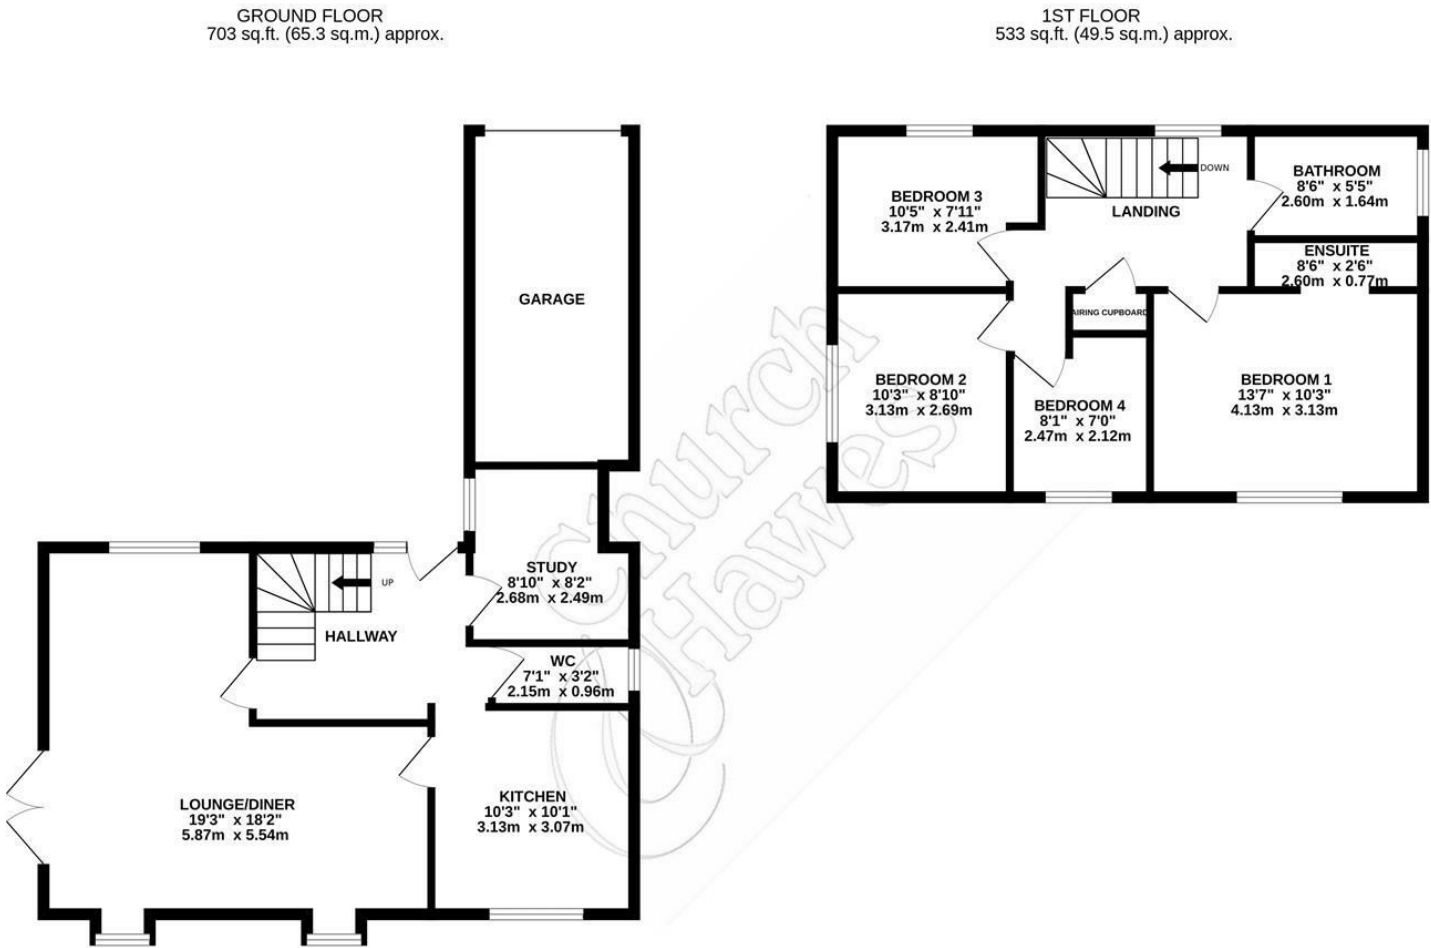 GROUND FLOOR
703 sq.ft. (65.3 sq.m.) approx.
1ST FLOOR
533 sq.ft. (49.5 sq.m.) approx.
GARAGE
STUDY
8'10" x 8'2"
2.68m x 2.49m
UP
HALLWAY
WC
7'1" x 3'2"
2.15m x 0.96m
LOUNGE/DINER
19'3" x 18'2"
5.87m x 5.54m
KITCHEN
10'3" x 10'1"
3.13m x 3.07m
BEDROOM 3
10'5" x 7'11"
3.17m x 2.41m
DOWN
LANDING
BATHROOM
8'6" x 5'5"
2.60m x 1.64m
ENSUITE
8'6" x 2'6"
2.60m x 0.77m
AIRING CUPBOARD
BEDROOM 2
10'3" x 8'10"
3.13m x 2.69m
BEDROOM 4
8'1" x 7'0"
2.47m x 2.12m
BEDROOM 1
13'7" x 10'3"
4.13m x 3.13m
Church
Hawes